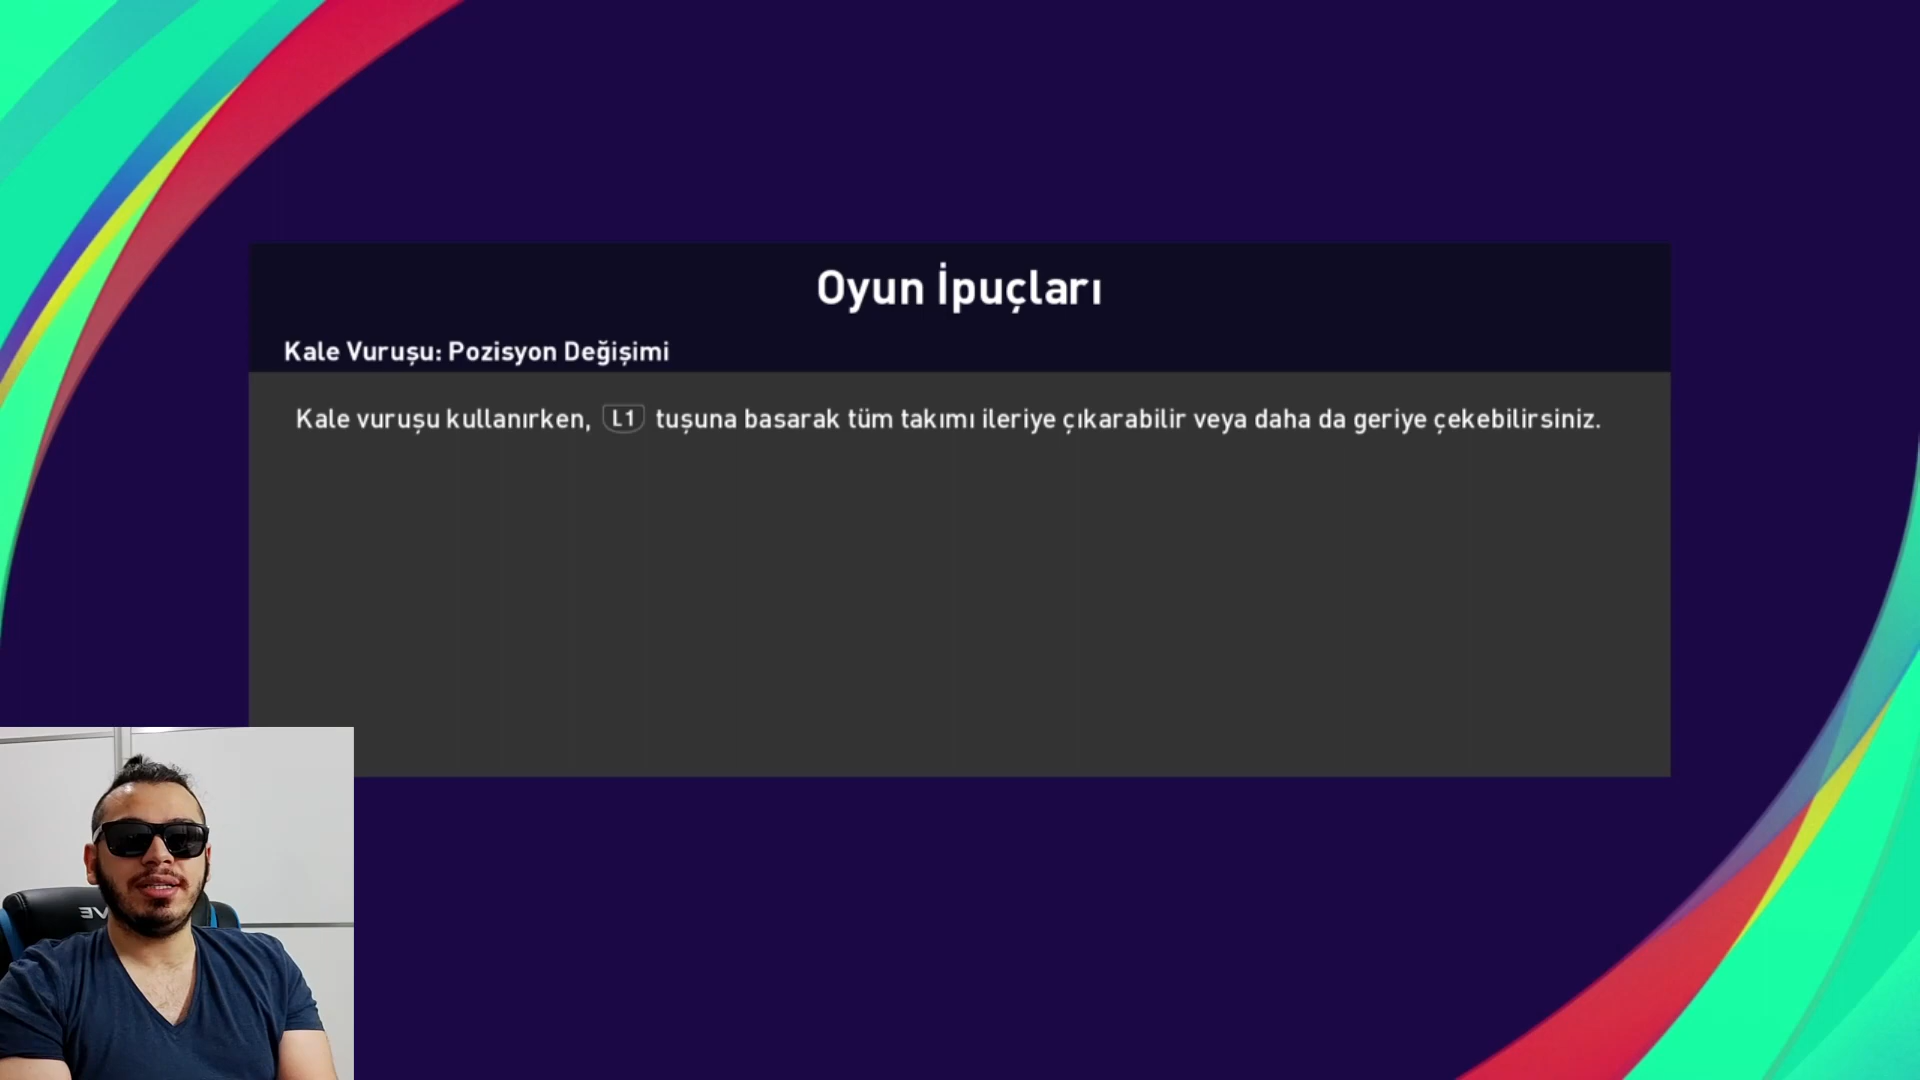 Oyun İpuçları
Kale Vuruşu: Pozisyon Değişimi
Kale vuruşu kullanırken, L1 tuşuna basarak tüm takımı ileriye çıkarabilir veya daha da geriye çekebilirsiniz.